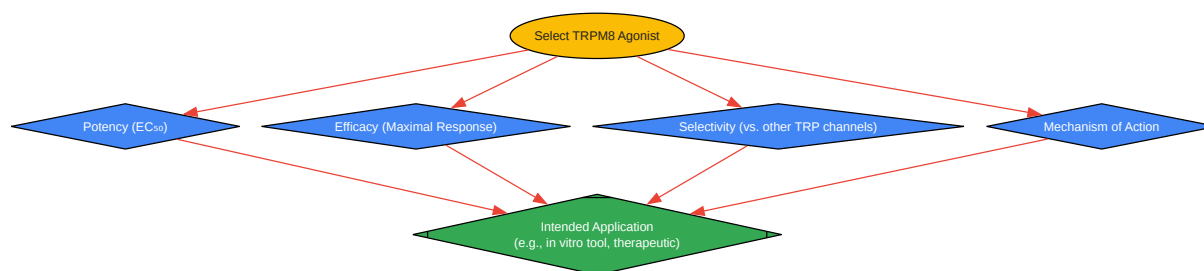 Select TRPM8 Agonist
Potency (EC₅₀)
Efficacy (Maximal Response)
Selectivity (vs. other TRP channels)
Mechanism of Action
Intended Application
(e.g., in vitro tool, therapeutic)